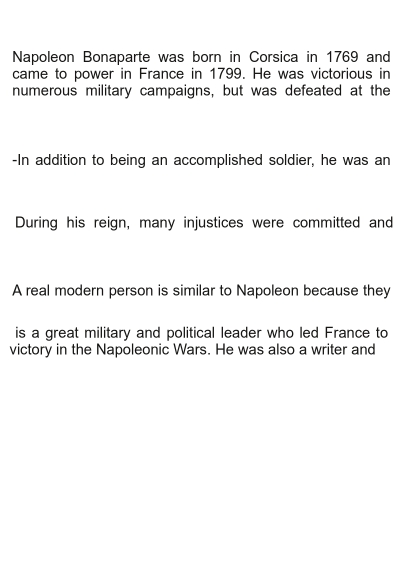 Napoleon Bonaparte was born in Corsica in 1769 and
came to power in France in 1799. He was victorious in
numerous military campaigns, but was defeated at the
-In addition to being an accomplished soldier, he was an
During his reign, many injustices were committed and
A real modern person is similar to Napoleon because they
is a great military and political leader who led France to
victory in the Napoleonic Wars. He was also a writer and